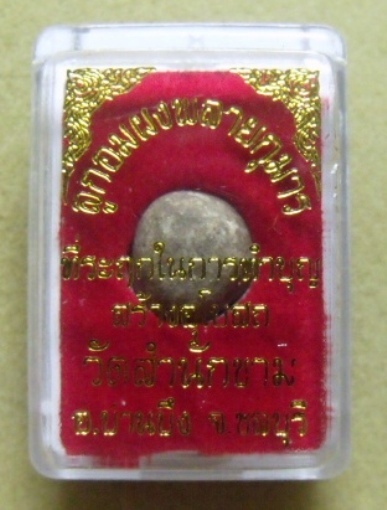 ลูกอมผงพลายกุมาร
ที่ระลึกในการทำบุญ
สร้างอุโบสถ
วัดสำนักขาม
อ.บ้านบึง จ.ชลบุรี